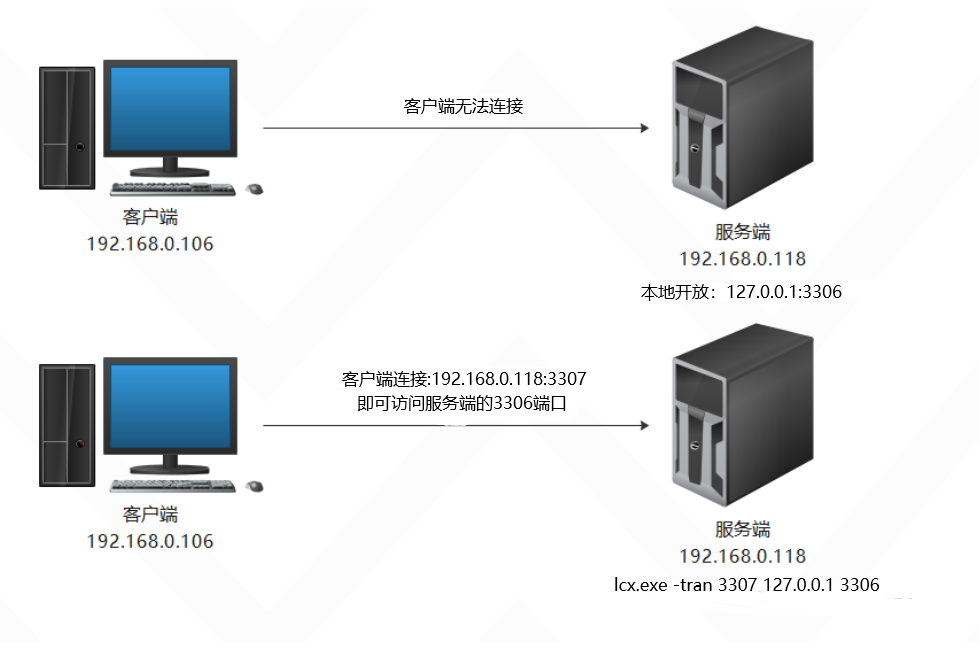 客户端无法连接
客户端
192.168.0.106
服务端
192.168.0.118
本地开放：127.0.0.1:3306
客户端连接:192.168.0.118:3307
即可访问服务端的3306端口
客户端
192.168.0.106
服务端
192.168.0.118
lcx.exe -tran 3307 127.0.0.1 3306